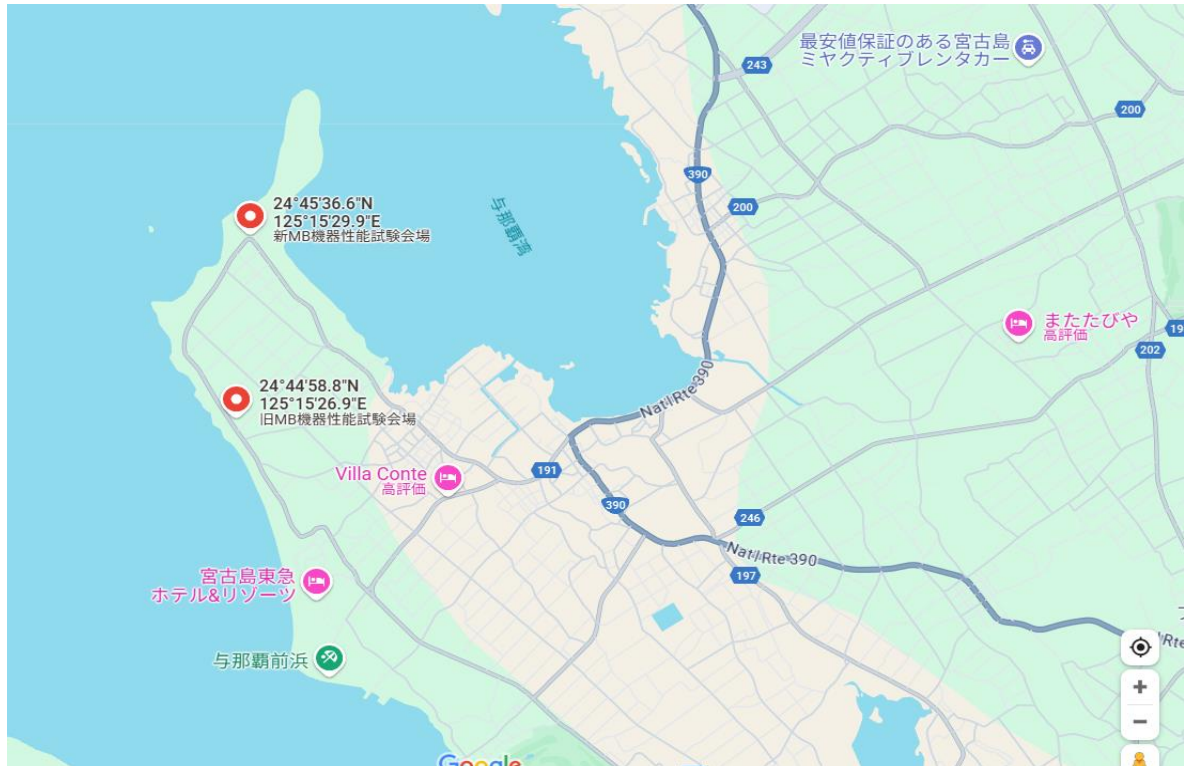 最安値保証のある宮古島
ミヤクティブレンタカー
243
200
390
200
24°45'36.6"N
125°15'29.9"E
新MB機器性能試験会場
与那覇湾
またたびや
高評価
202
24°44'58.8"N
125°15'26.9"E
旧MB機器性能試験会場
Nat'l Rte 390
Villa Conte
高評価
191
390
246
Nat'l Rte 390
197
宮古島東急
ホテル&リゾーツ
与那覇前浜
Google